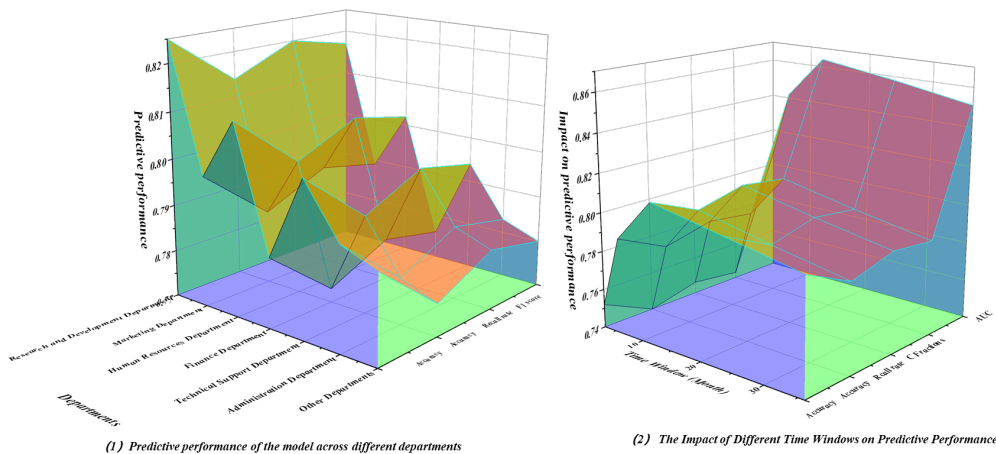 0.82
0.81
0.80
0.79
0.78
Predictive performance
Research and Development Department
Marketing Department
Human Resources Department
Finance Department
Technical Support Department
Administration Department
Other Departments
Departments
Accuracy
Accuracy
Recall rate
F1 score
(1) Predictive performance of the model across different departments
0.86
0.84
0.82
0.80
0.78
0.76
0.74
Impact on predictive performance
10
20
30
Time Window (Month)
Accuracy
Accuracy
Recall rate
C Fractions
AUC
(2) The Impact of Different Time Windows on Predictive Performance